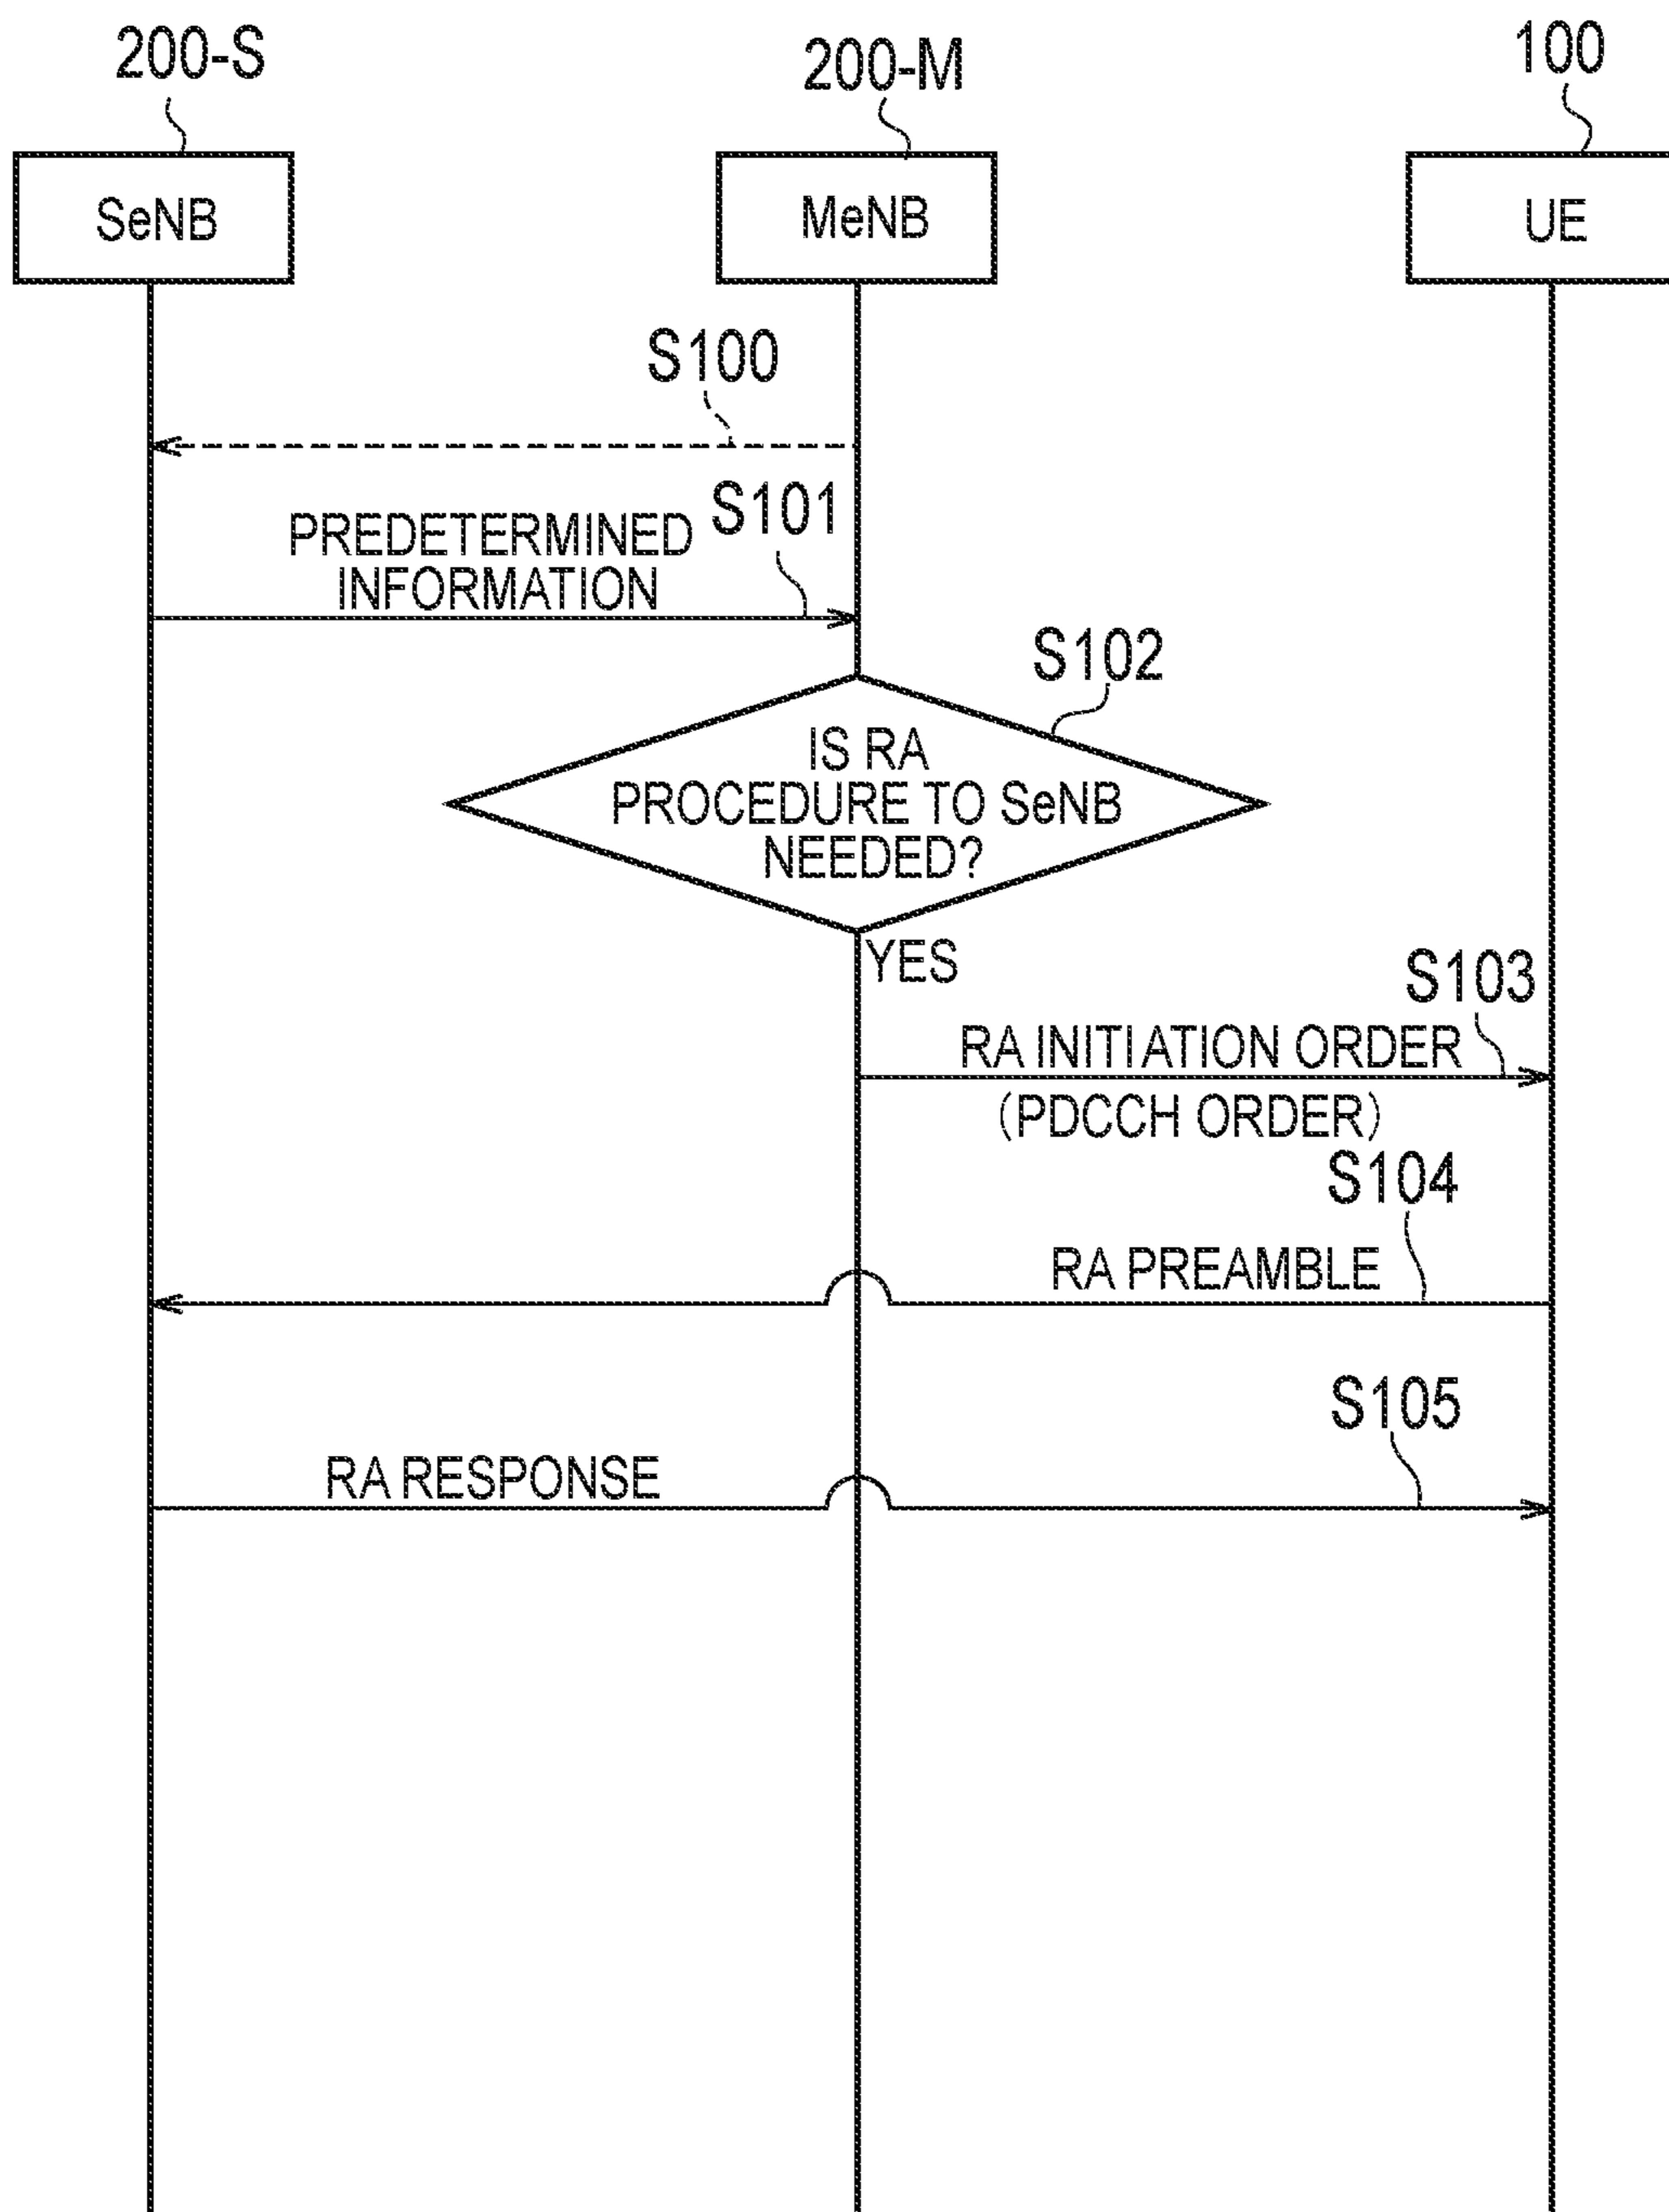 200-S
200-M
100
SeNB
MeNB
UE
S100
S101
PREDETERMINED
INFORMATION
S102
IS RA
PROCEDURE TO SeNB
NEEDED?
YES
S103
RA INITIATION ORDER
(PDCCH ORDER)
S104
RA PREAMBLE
S105
RA RESPONSE